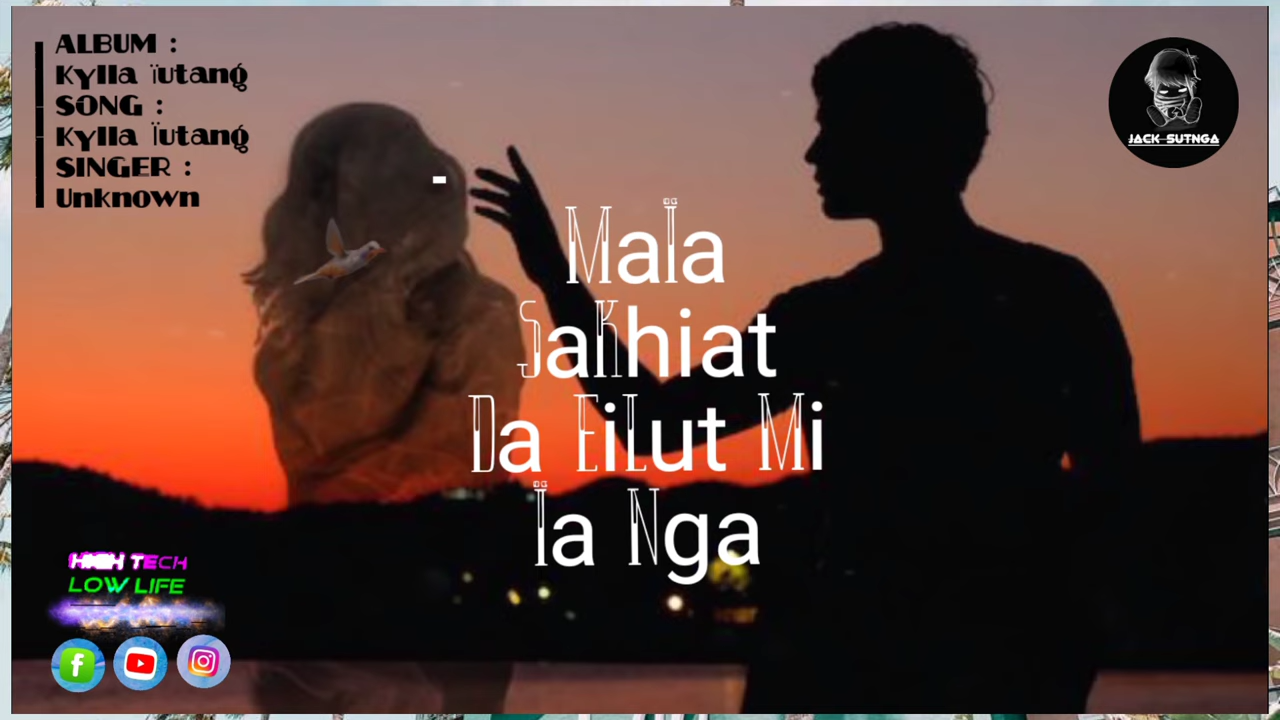 ALBUM :
Kylla ïutang
SONG :
Kylla Ïutang
SINGER :
Unknown
JACK SUTNGA
-
MaÏa
SaKhiat
Da EiLut Mi
Ïa Nga
HIGH TECH
LOW LIFE